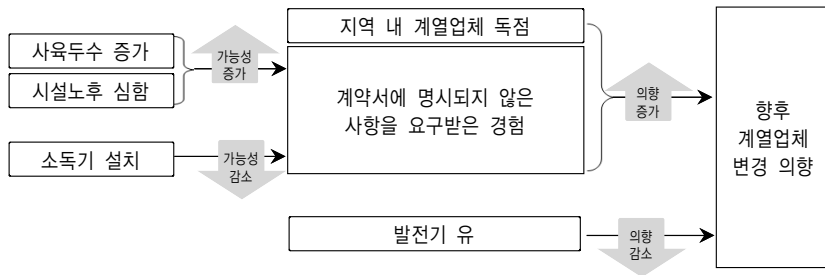 지역 내 계열업체 독점
사육두수 증가
시설노후 심함
가능성
증가
계약서에 명시되지 않은
사항을 요구받은 경험
의향
증가
향후
계열업체
변경 의향
소독기 설치
가능성
감소
발전기 유
의향
감소